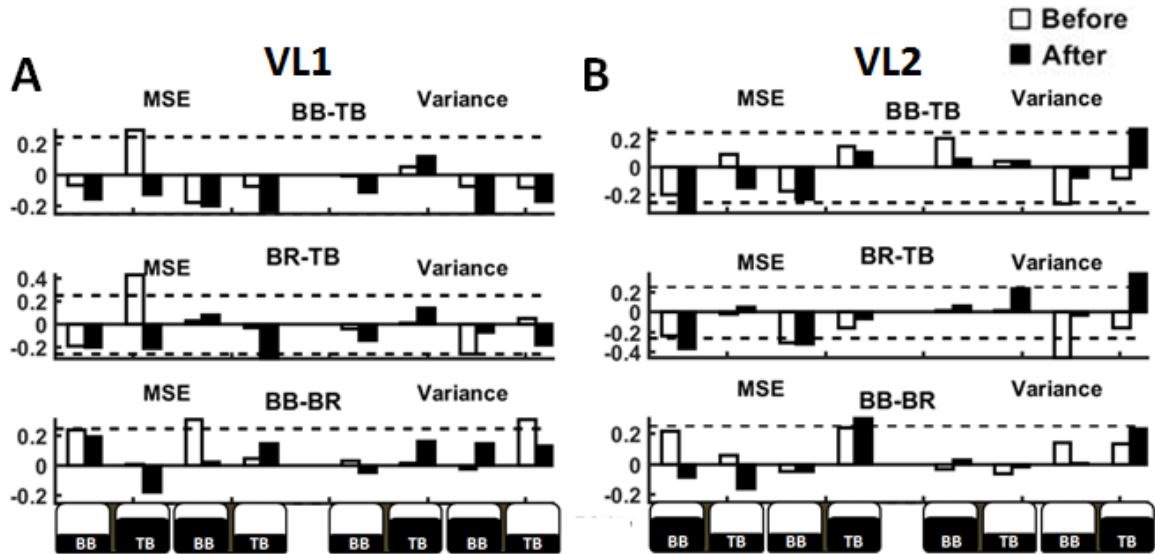 Before
After
A VL1
B VL2
MSE BB-TB Variance
0.2
0
-0.2
MSE BR-TB Variance
0.4
0.2
0
-0.2
MSE BB-BR Variance
0.2
0
-0.2
BB TB BB TB BB TB BB TB
MSE BB-TB Variance
0.2
0
-0.2
MSE BR-TB Variance
0.2
0
-0.2
-0.4
MSE BB-BR Variance
0.2
0
-0.2
BB TB BB TB BB TB BB TB